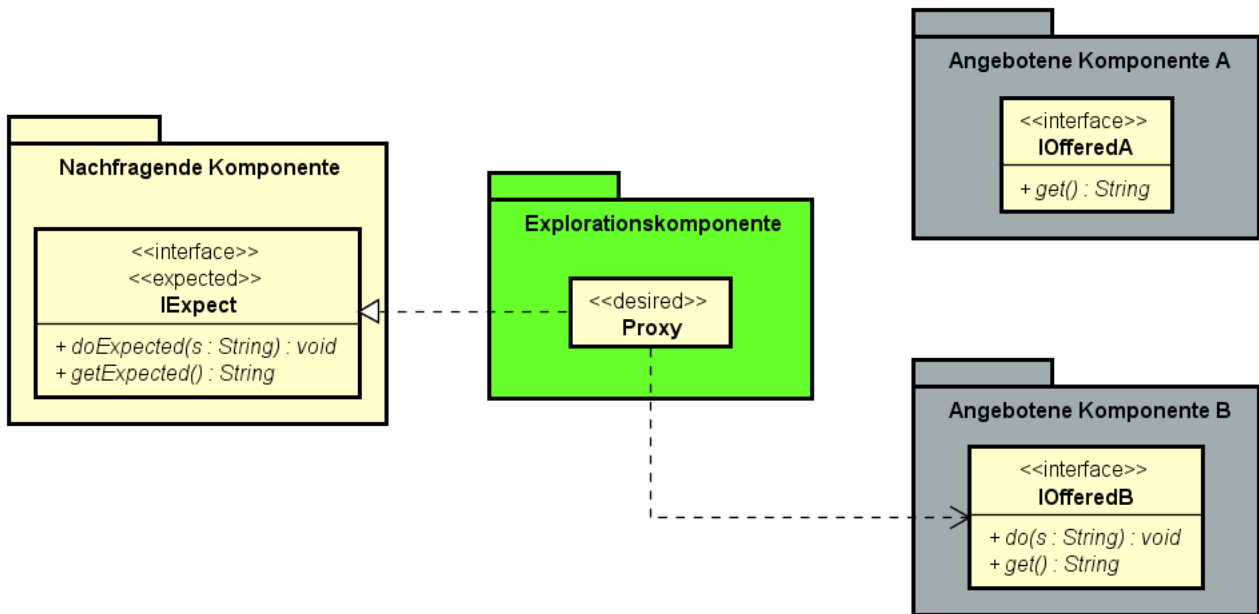 Nachfragende Komponente
<<interface>>
<<expected>>
IExpect
+ doExpected(s : String) : void
+ getExpected() : String
Explorationskomponente
<<desired>>
Proxy
Angebotene Komponente A
<<interface>>
IOfferedA
+ get() : String
Angebotene Komponente B
<<interface>>
IOfferedB
+ do(s : String) : void
+ get() : String